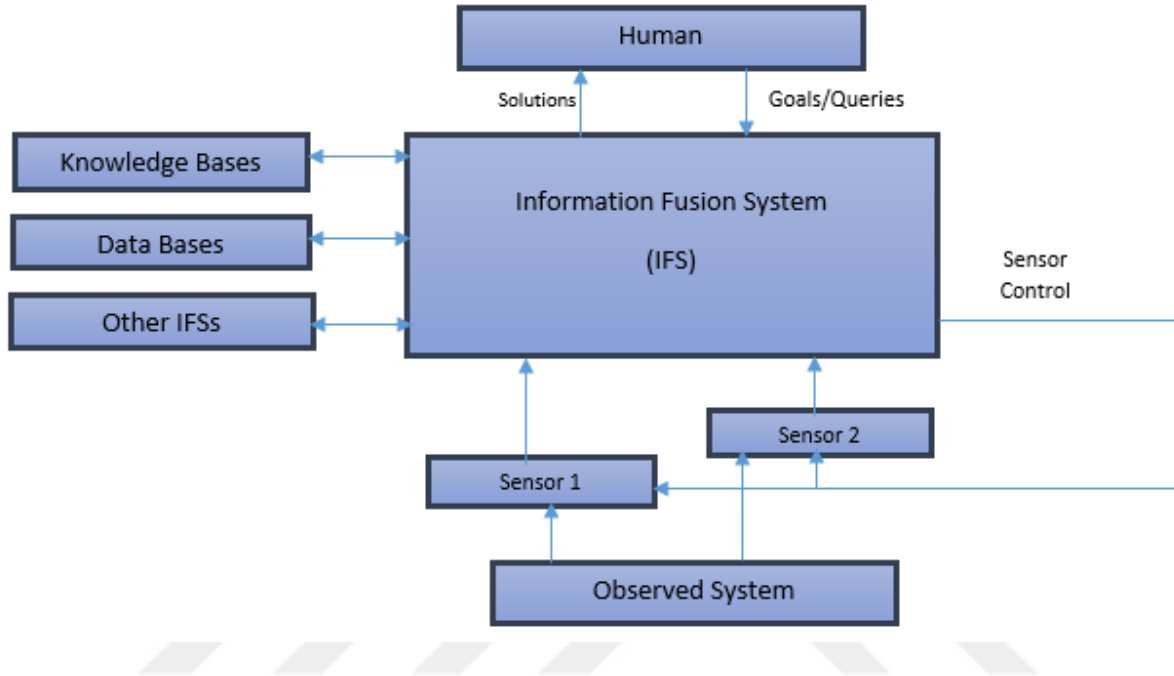 Human
Solutions
Goals/Queries
Knowledge Bases
Data Bases
Other IFSs
Information Fusion System
(IFS)
Sensor
Control
Sensor 2
Sensor 1
Observed System